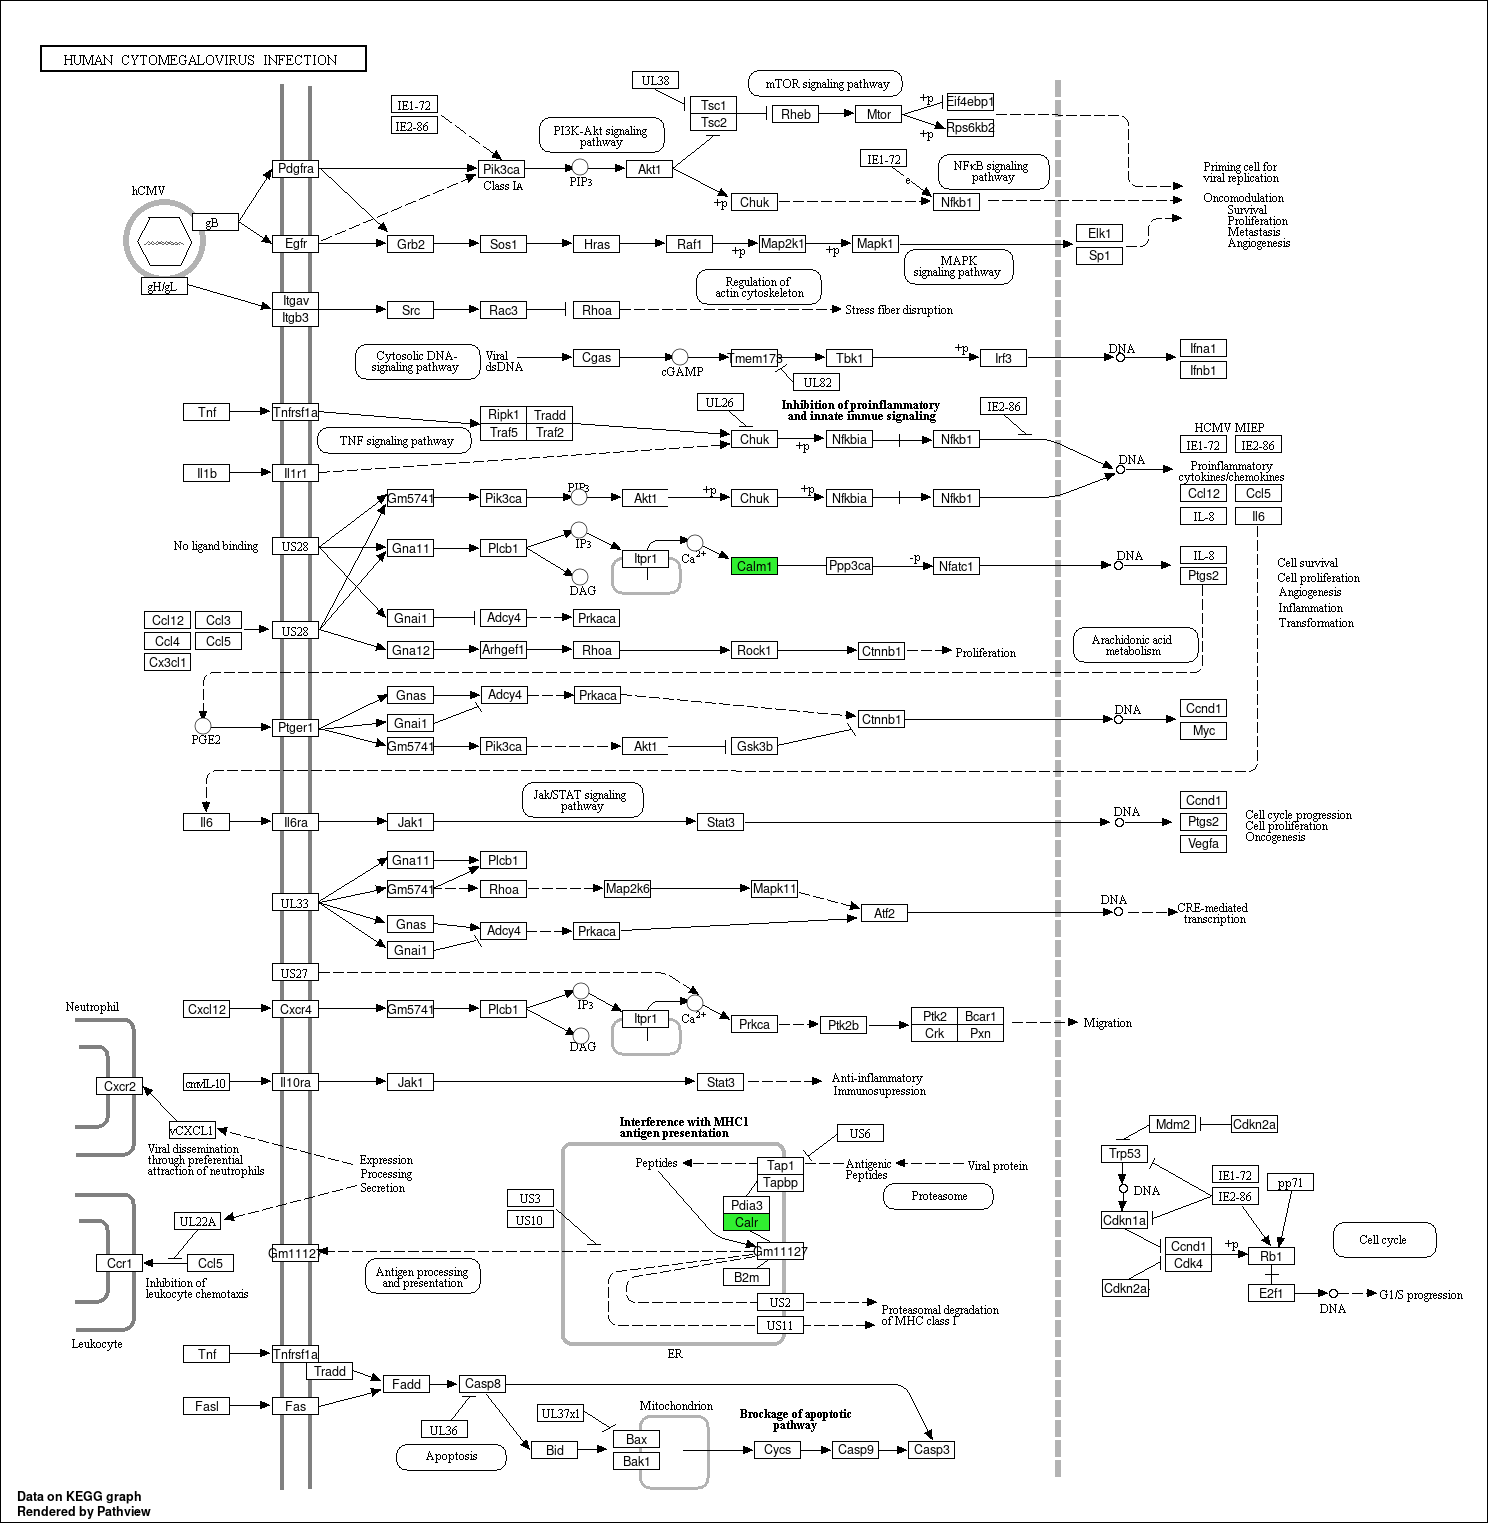 HUMAN CYTOMEGALOVIRUS INFECTION
UL38
mTOR signaling pathway
IE1-72
IE2-86
PI3K-Akt signaling
pathway
Tsc1
Tsc2
Rheb
Mtor
+p
Eif4ebp1
Rps6kb2
+p
Pdgfra
Pik3ca
Class IA
PIP3
Akt1
IE1-72
e
NFκB signaling
pathway
Priming cell for
viral replication
hCMV
gB
+p
Chuk
Nfkb1
Oncomodulation
Survival
Proliferation
Metastasis
Angiogenesis
Egfr
Grb2
Sos1
Hras
Raf1
+p
Map2k1
+p
Mapk1
Elk1
Sp1
MAPK
signaling pathway
gH/gL
Regulation of
actin cytoskeleton
Itgav
Itgb3
Src
Rac3
Rhoa
Stress fiber disruption
Cytosolic DNA-
signaling pathway
Viral
dsDNA
Cgas
cGAMP
Tmem173
Tbk1
+p
Irf3
DNA
Ifna1
Ifnb1
UL82
Tnf
Tnfrsf1a
Ripk1
Tradd
Traf5
Traf2
UL26
Inhibition of proinflammatory
and innate immue signaling
IE2-86
TNF signaling pathway
Chuk
+p
Nfkbia
Nfkb1
HCMV MIEP
IE1-72
IE2-86
Il1b
Il1r1
DNA
Proinflammatory
cytokines/chemokines
Gm5741
Pik3ca
PIP3
Akt1
+p
Chuk
+p
Nfkbia
Nfkb1
Ccl12
Ccl5
IL-8
Il6
No ligand binding
US28
Gna11
Plcb1
IP3
DAG
Itpr1
Ca2+
Calm1
Ppp3ca
-p
Nfatc1
DNA
IL-8
Ptgs2
Cell survival
Cell proliferation
Angiogenesis
Inflammation
Transformation
Ccl12
Ccl3
Ccl4
Ccl5
Cx3cl1
US28
Gnai1
Adcy4
Prkaca
Gna12
Arhgef1
Rhoa
Rock1
Ctnnb1
Proliferation
Arachidonic acid
metabolism
PGE2
Ptger1
Gnas
Adcy4
Prkaca
Gnai1
Gm5741
Pik3ca
Akt1
Gsk3b
Ctnnb1
DNA
Ccnd1
Myc
Jak/STAT signaling
pathway
Il6
Il6ra
Jak1
Stat3
DNA
Ccnd1
Ptgs2
Vegfa
Cell cycle progression
Cell proliferation
Oncogenesis
UL33
Gna11
Plcb1
Gm5741
Rhoa
Map2k6
Mapk11
Gnas
Adcy4
Prkaca
Gnai1
Atf2
DNA
CRE-mediated
transcription
US27
Cxcl12
Cxcr4
Gm5741
Plcb1
IP3
DAG
Itpr1
Ca2+
Prkca
Ptk2b
Ptk2
Bcar1
Crk
Pxn
Migration
Neutrophil
Cxcr2
cmvIL-10
Il10ra
Jak1
Stat3
Anti-inflammatory
Immunosupression
vCXCL1
Viral dissemination
through preferential
attraction of neutrophils
Expression
Processing
Secretion
Interference with MHC1
antigen presentation
US6
Peptides
Tap1
Tapbp
Antigenic
Peptides
Viral protein
Proteasome
Mdm2
Cdkn2a
Trp53
DNA
IE1-72
IE2-86
pp71
Cdkn1a
US3
US10
Pdia3
Calr
UL22A
Ccr1
Ccl5
Inhibition of
leukocyte chemotaxis
Leukocyte
Gm11127
Antigen processing
and presentation
Gm11127
B2m
US2
US11
Proteasomal degradation
of MHC class I
ER
Ccnd1
Cdk4
+p
Rb1
Cell cycle
Cdkn2a
E2f1
DNA
G1/S progression
Tnf
Tnfrsf1a
Tradd
Fadd
Casp8
Fasl
Fas
UL36
Apoptosis
UL37x1
Mitochondrion
Bid
Bax
Bak1
Brockage of apoptotic
pathway
Cycs
Casp9
Casp3
Data on KEGG graph
Rendered by Pathview